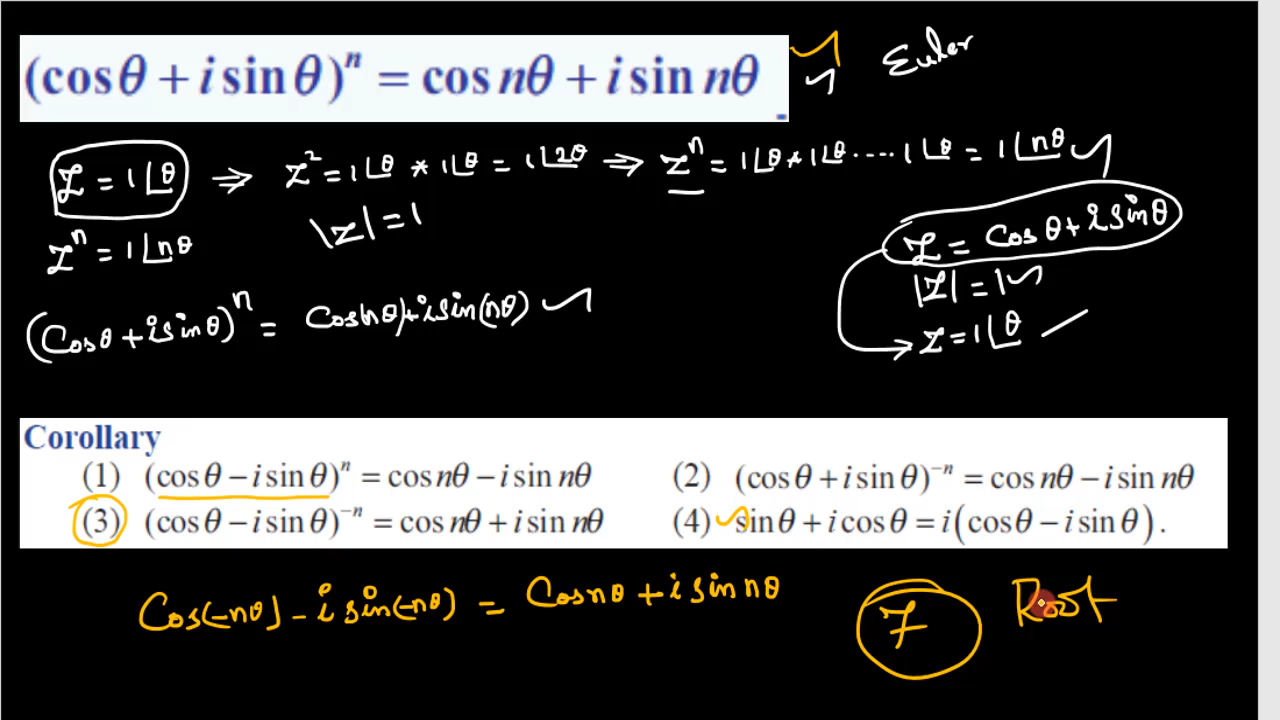 (cosθ + i sinθ)ⁿ = cos nθ + i sin nθ
Euler
Z = 1∠θ ⇒ Z² = 1∠θ * 1∠θ = 1∠2θ ⇒ Zⁿ = 1∠θ * 1∠θ .... 1∠θ = 1∠nθ
|Z| = 1
Zⁿ = 1∠nθ
Z = Cosθ + i sinθ
|Z| = 1
Z = 1∠θ
(Cosθ + i sinθ)ⁿ = Cos(nθ) + i sin(nθ)
Corollary
(1) (cosθ − i sinθ)ⁿ = cos nθ − i sin nθ (2) (cosθ + i sinθ)⁻ⁿ = cos nθ − i sin nθ
(3) (cosθ − i sinθ)⁻ⁿ = cos nθ + i sin nθ (4) sinθ + i cosθ = i(cosθ − i sinθ).
Cos(-nθ) - i sin(-nθ) = Cosnθ + i sin nθ
Root